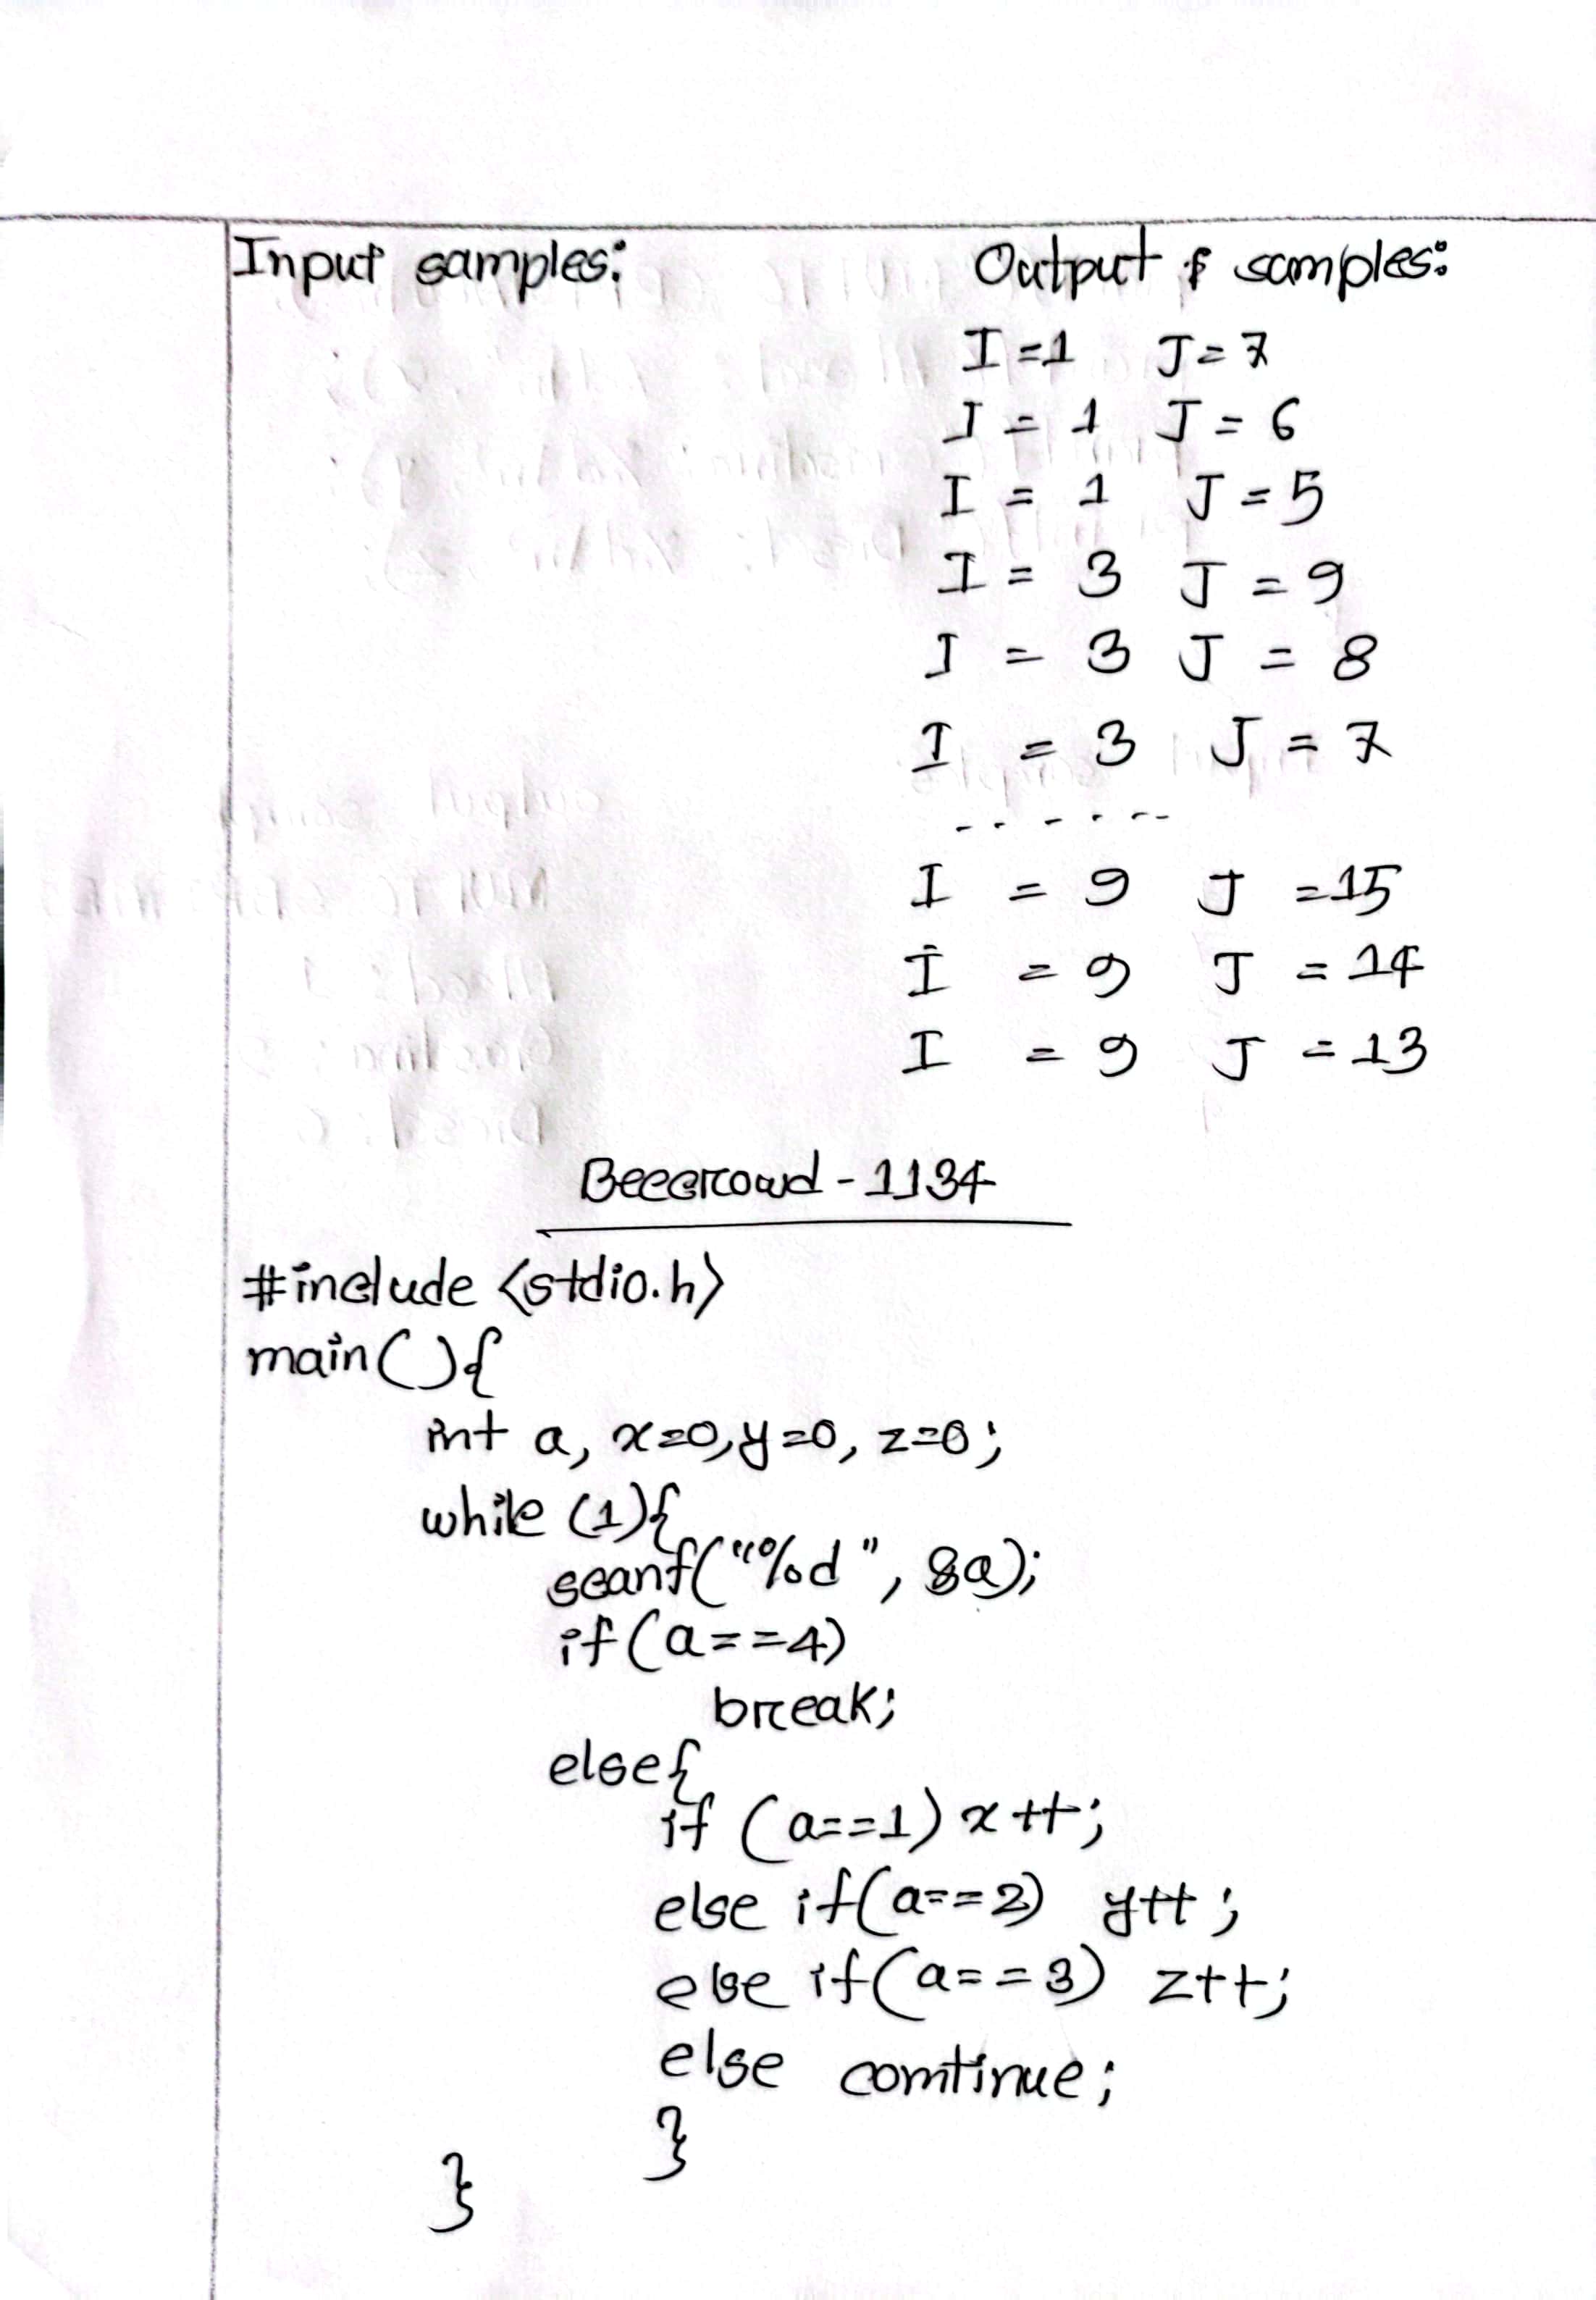 Input samples:
Output samples:
I = 1 J = 7
I = 1 J = 6
I = 1 J = 5
I = 3 J = 9
I = 3 J = 8
I = 3 J = 7
.......
I = 9 J = 15
I = 9 J = 14
I = 9 J = 13
Beecrowd - 1134
#include <stdio.h>
main(){
int a, x=0, y=0, z=0;
while (1){
scanf("%d", &a);
if(a==4)
break;
else{
if (a==1) x++;
else if(a==2) y++;
else if(a==3) z++;
else continue;
}
}